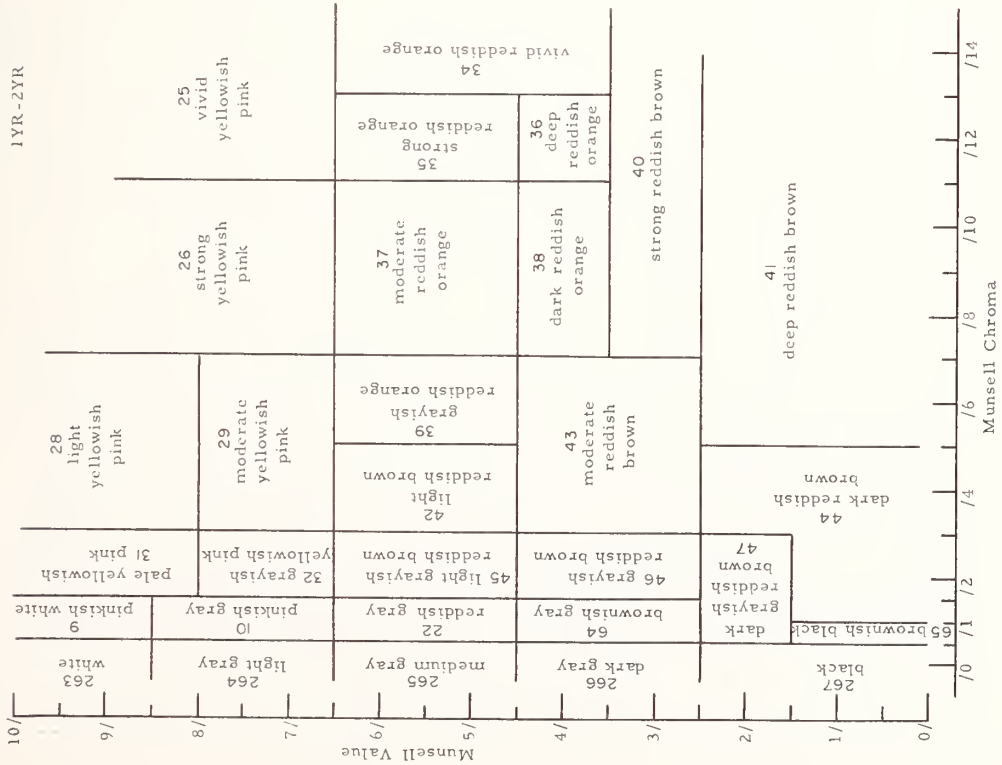 1YR-2YR
25
vivid
yellowish
pink
34
vivid reddish orange
35
strong
reddish orange
36
deep
reddish
orange
40
strong reddish brown
26
strong
yellowish
pink
37
moderate
reddish
orange
38
dark reddish
orange
41
deep reddish brown
28
light
yellowish
pink
29
moderate
yellowish
pink
39
grayish
reddish orange
42
light
reddish brown
43
moderate
reddish
brown
44
dark reddish
brown
pale yellowish
31 pink
32 grayish
yellowish pink
45 light grayish
reddish brown
46 grayish
reddish brown
dark
grayish
reddish
brown
47
9
pinkish white
10
pinkish gray
22
reddish gray
64
brownish gray
65 brownish black
263
white
264
light gray
265
medium gray
266
dark gray
267
black
10/
9/
8/
7/
6/
5/
4/
3/
2/
1/
0/
Munsell Value
/0
/1
/2
/4
/6
/8
/10
/12
/14
Munsell Chroma